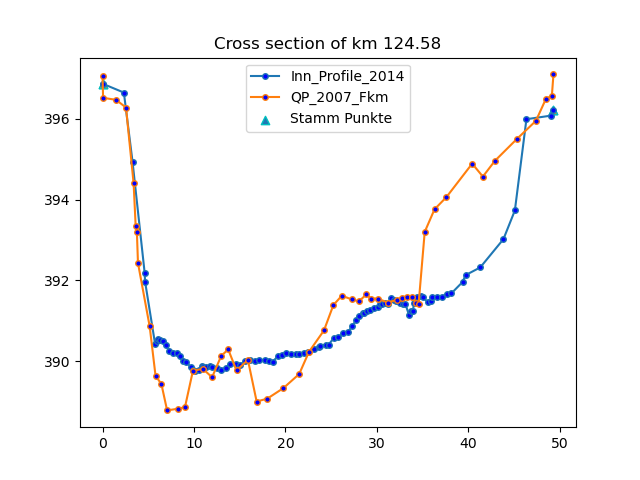 Cross section of km 124.58
Inn_Profile_2014
QP_2007_Fkm
Stamm Punkte
396
394
392
390
0 10 20 30 40 50